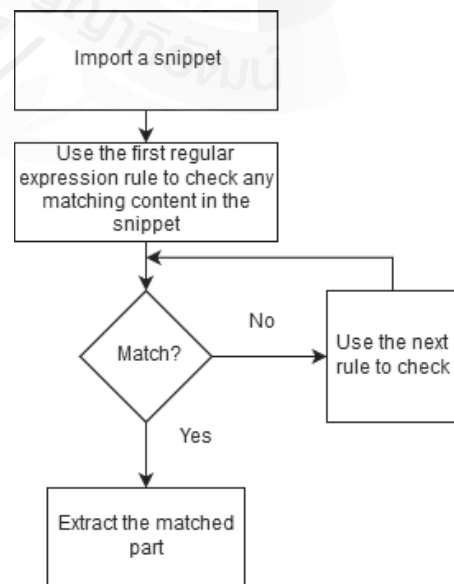 Import a snippet
Use the first regular
expression rule to check any
matching content in the
snippet
Match?
No
Use the next
rule to check
Yes
Extract the matched
part